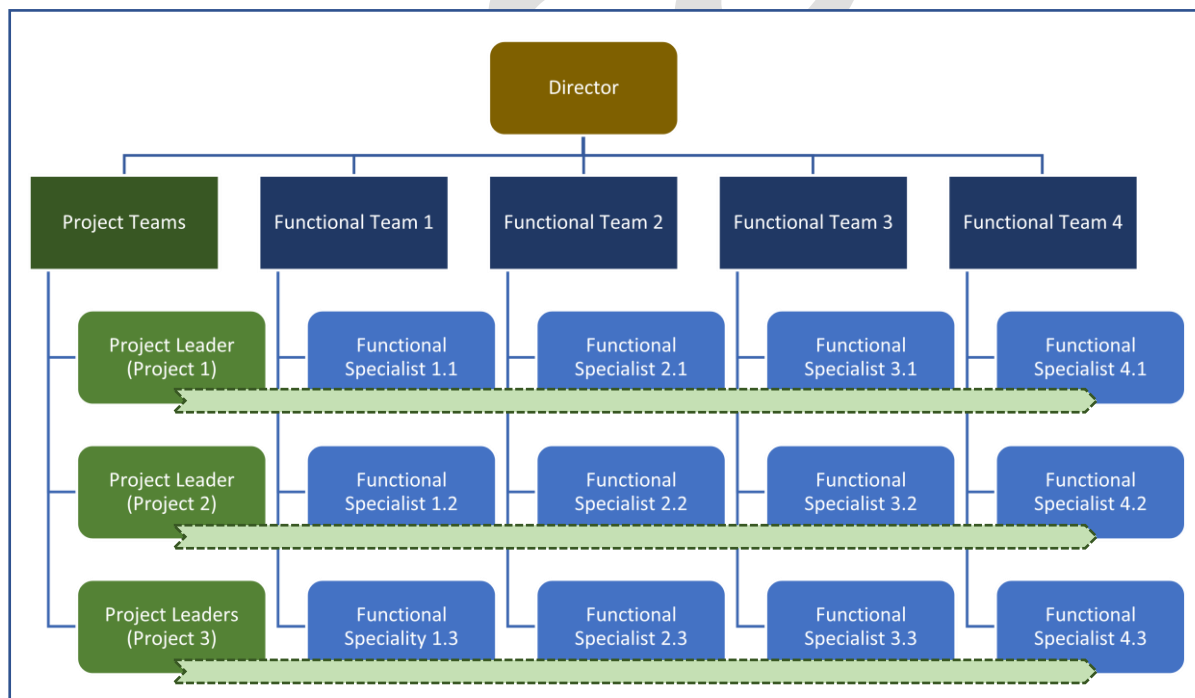 Director
Project Teams
Functional Team 1
Functional Team 2
Functional Team 3
Functional Team 4
Project Leader
(Project 1)
Functional
Specialist 1.1
Functional
Specialist 2.1
Functional
Specialist 3.1
Functional
Specialist 4.1
Project Leader
(Project 2)
Functional
Specialist 1.2
Functional
Specialist 2.2
Functional
Specialist 3.2
Functional
Specialist 4.2
Project Leaders
(Project 3)
Functional
Speciality 1.3
Functional
Specialist 2.3
Functional
Specialist 3.3
Functional
Specialist 4.3